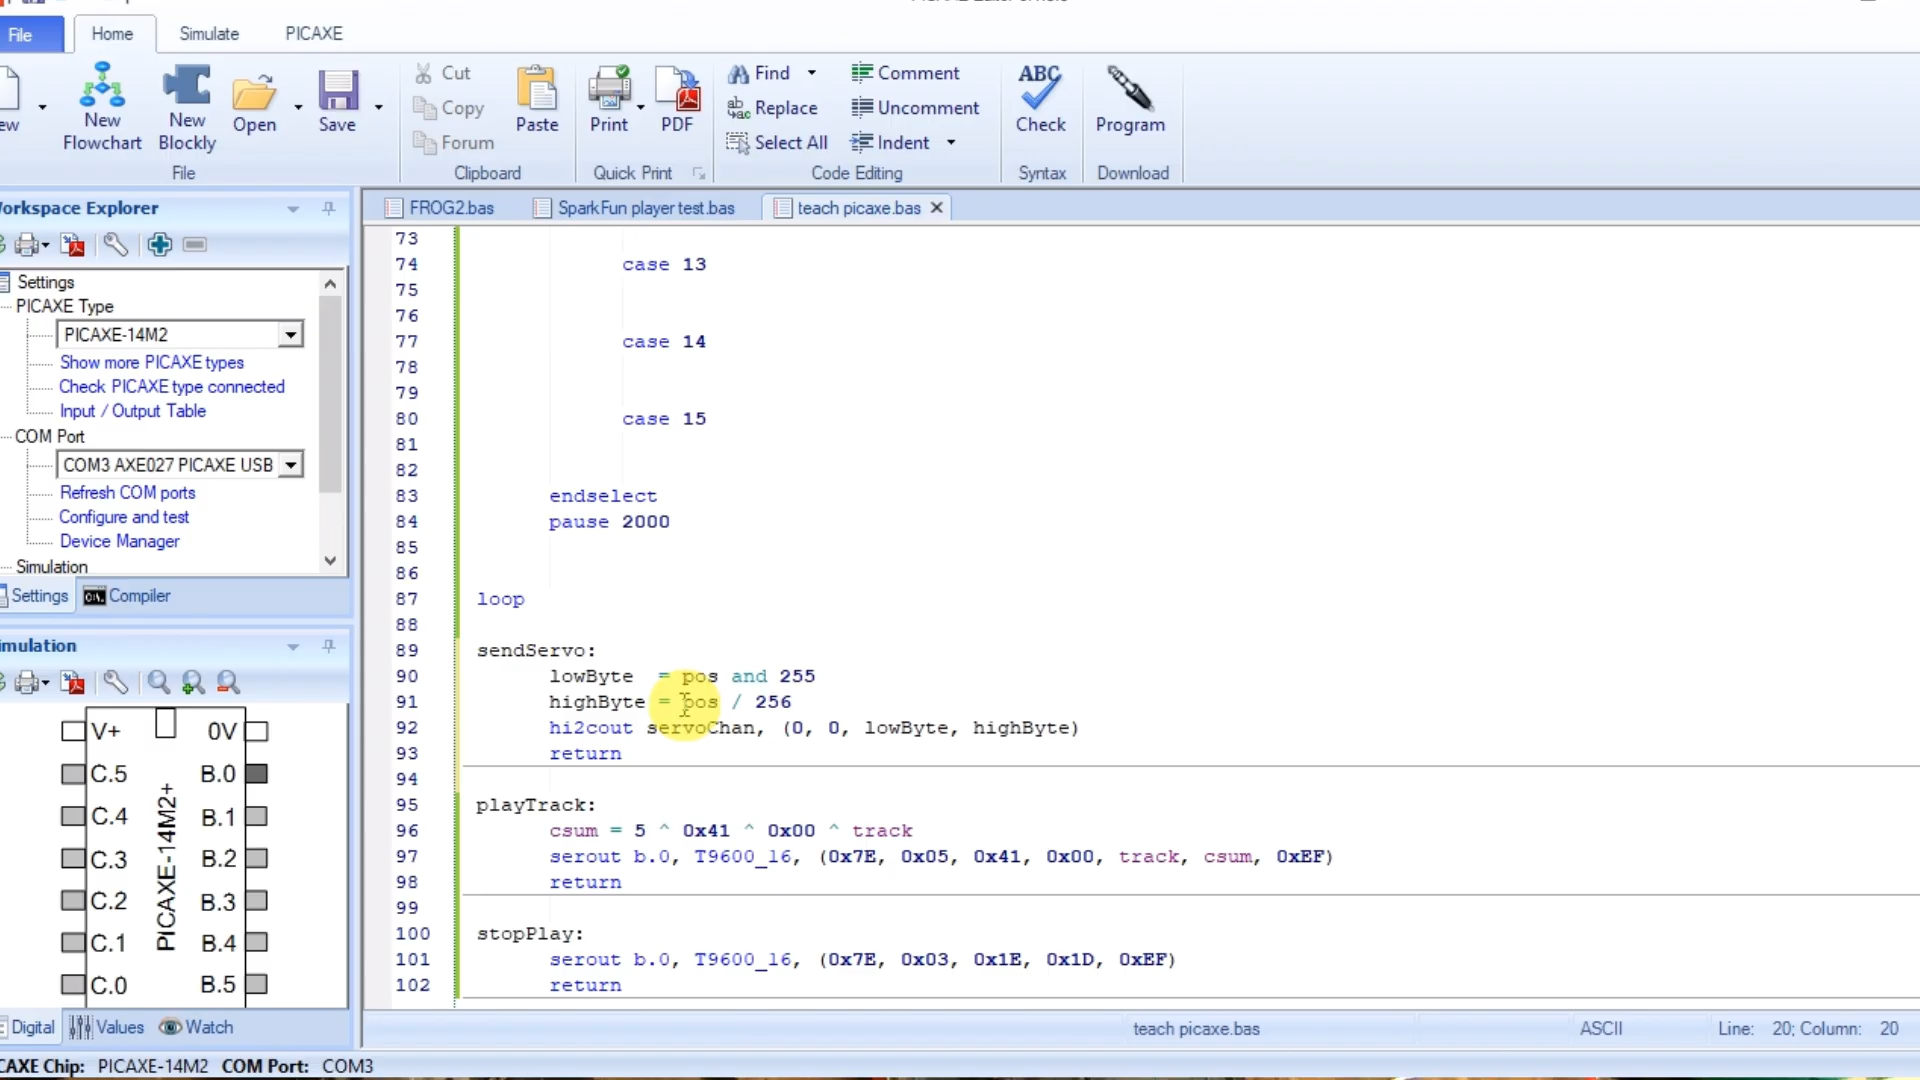 File Home Simulate PICAXE
New Flowchart
New Blockly
Open
Save
Cut
Copy
Forum
Paste
Print
PDF
Find
Replace
Select All
Comment
Uncomment
Indent
ABC
Check
Program
File Clipboard Quick Print Code Editing Syntax Download
Workspace Explorer
FROG2.bas SparkFun player test.bas teach picaxe.bas
Settings
PICAXE Type
PICAXE-14M2
Show more PICAXE types
Check PICAXE type connected
Input / Output Table
COM Port
COM3 AXE027 PICAXE USB
Refresh COM ports
Configure and test
Device Manager
Simulation
Settings Compiler
Simulation
V+ 0V
C.5 B.0
C.4 B.1
C.3 B.2
C.2 B.3
C.1 B.4
C.0 B.5
PICAXE-14M2+
Digital Values Watch
73
74 case 13
75
76
77 case 14
78
79
80 case 15
81
82
83 endselect
84 pause 2000
85
86
87 loop
88
89 sendServo:
90 lowByte = pos and 255
91 highByte = pos / 256
92 hi2cout servoChan, (0, 0, lowByte, highByte)
93 return
94
95 playTrack:
96 csum = 5 ^ 0x41 ^ 0x00 ^ track
97 serout b.0, T9600_16, (0x7E, 0x05, 0x41, 0x00, track, csum, 0xEF)
98 return
99
100 stopPlay:
101 serout b.0, T9600_16, (0x7E, 0x03, 0x1E, 0x1D, 0xEF)
102 return
teach picaxe.bas ASCII Line: 20; Column: 20
CAXE Chip: PICAXE-14M2 COM Port: COM3